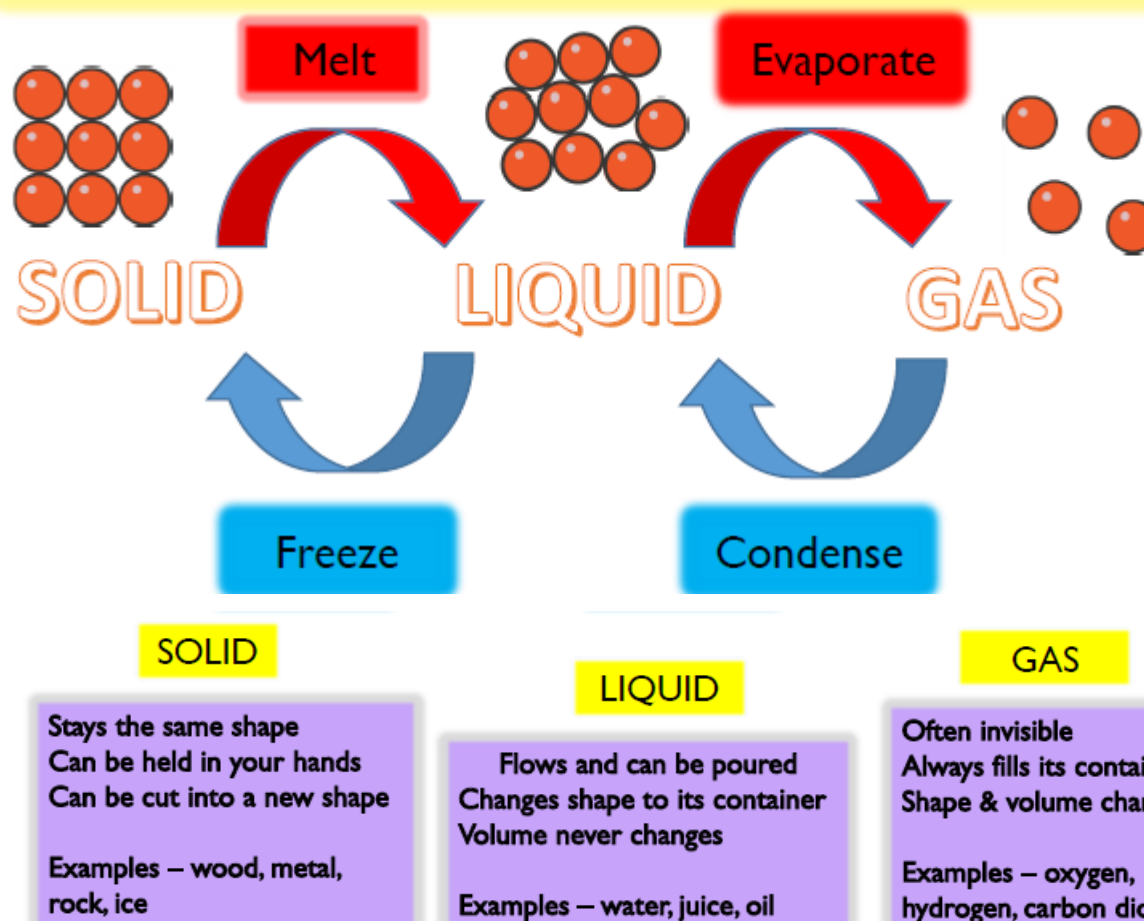 Melt
Evaporate
SOLID
LIQUID
GAS
Freeze
Condense
SOLID
Stays the same shape
Can be held in your hands
Can be cut into a new shape
Examples – wood, metal,
rock, ice
LIQUID
Flows and can be poured
Changes shape to its container
Volume never changes
Examples – water, juice, oil
GAS
Often invisible
Always fills its
Shape & volume
Examples – oxygen,
hydrogen, carbon